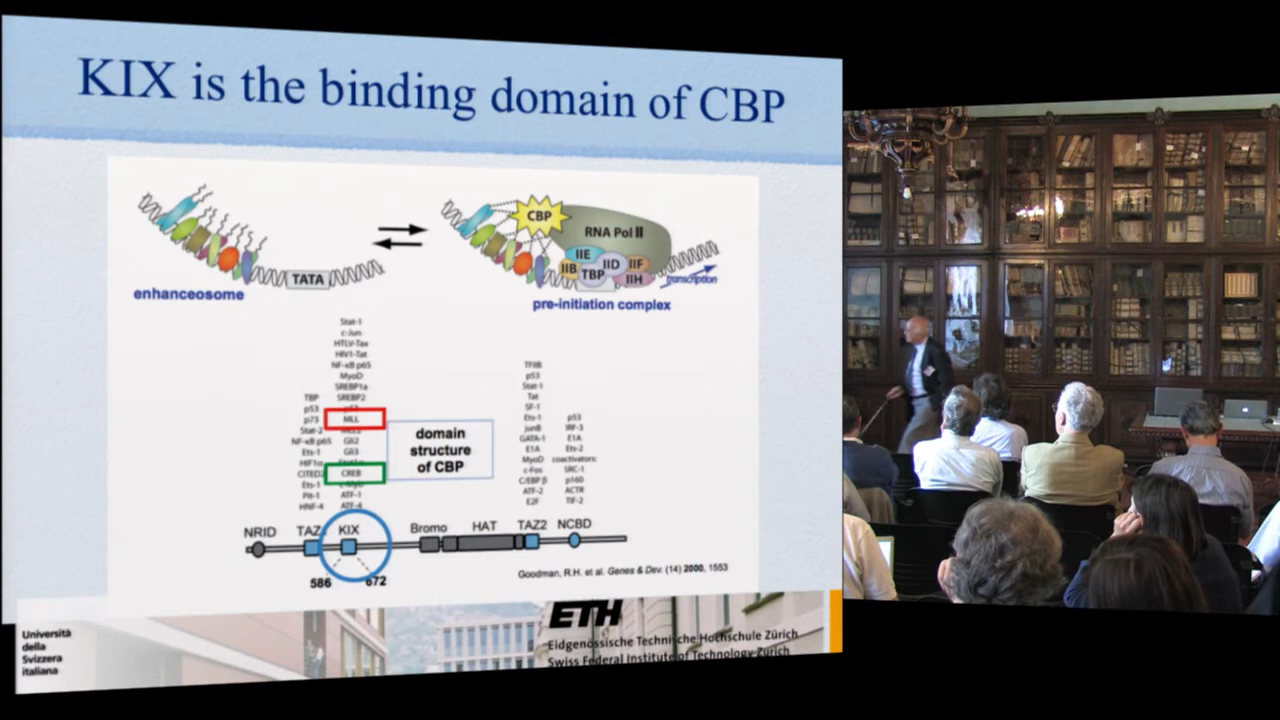 KIX is the binding domain of CBP
CBP
RNA Pol II
IIE
IIB
TBP
IID
IIF
IIH
TATA
transcription
enhanceosome
pre-initiation complex
Stat-1
c-Jun
HTLV-Tax
HIV1-Tat
NF-κB p65
MyoD
SREBP1a
SREBP2
MLL
Gli2
Gli3
CREB
ATF-1
ATF-4
TBP
p53
p73
Stat-2
NF-κB p65
Ets-1
HIF1α
CITED2
Ets-1
Pit-1
HNF-4
domain
structure
of CBP
TFIIB
p53
Stat-1
Tat
SF-1
Ets-1
JunB
GATA-1
E1A
MyoD
c-Fos
C/EBP β
ATF-2
E2F
p53
IRF-3
E1A
Ets-2
coactivators:
SRC-1
p160
ACTR
TIF-2
NRID
TAZ
KIX
Bromo
HAT
TAZ2
NCBD
586
672
Goodman, R.H. et al. Genes & Dev. (14) 2000, 1553
Università
della
Svizzera
italiana
ETH
Eidgenössische Technische Hochschule Zürich
Swiss Federal Institute of Technology Zurich